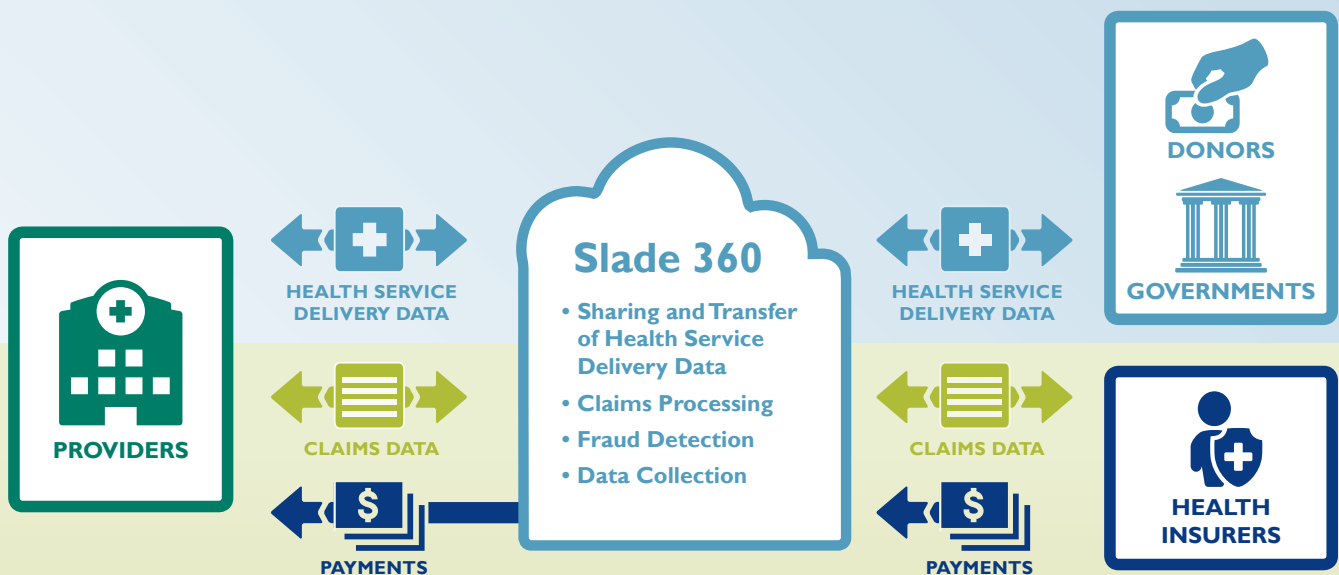 PROVIDERS
HEALTH SERVICE
DELIVERY DATA
CLAIMS DATA
$
PAYMENTS
Slade 360
• Sharing and Transfer
of Health Service
Delivery Data
• Claims Processing
• Fraud Detection
• Data Collection
HEALTH SERVICE
DELIVERY DATA
CLAIMS DATA
$
PAYMENTS
DONORS
GOVERNMENTS
HEALTH
INSURERS